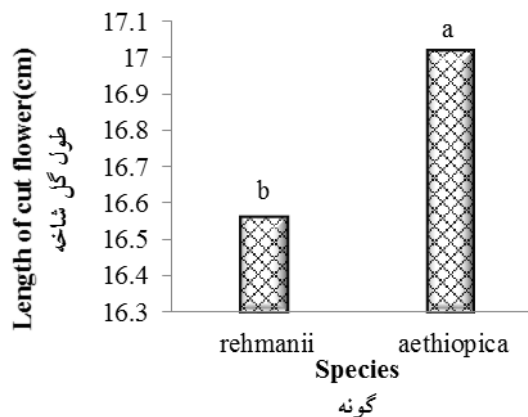 Length of cut flower(cm)
طول گل شاخه
17.1
17
16.9
16.8
16.7
16.6
16.5
16.4
16.3
b
a
rehmanii
aethiopica
Species
گونه